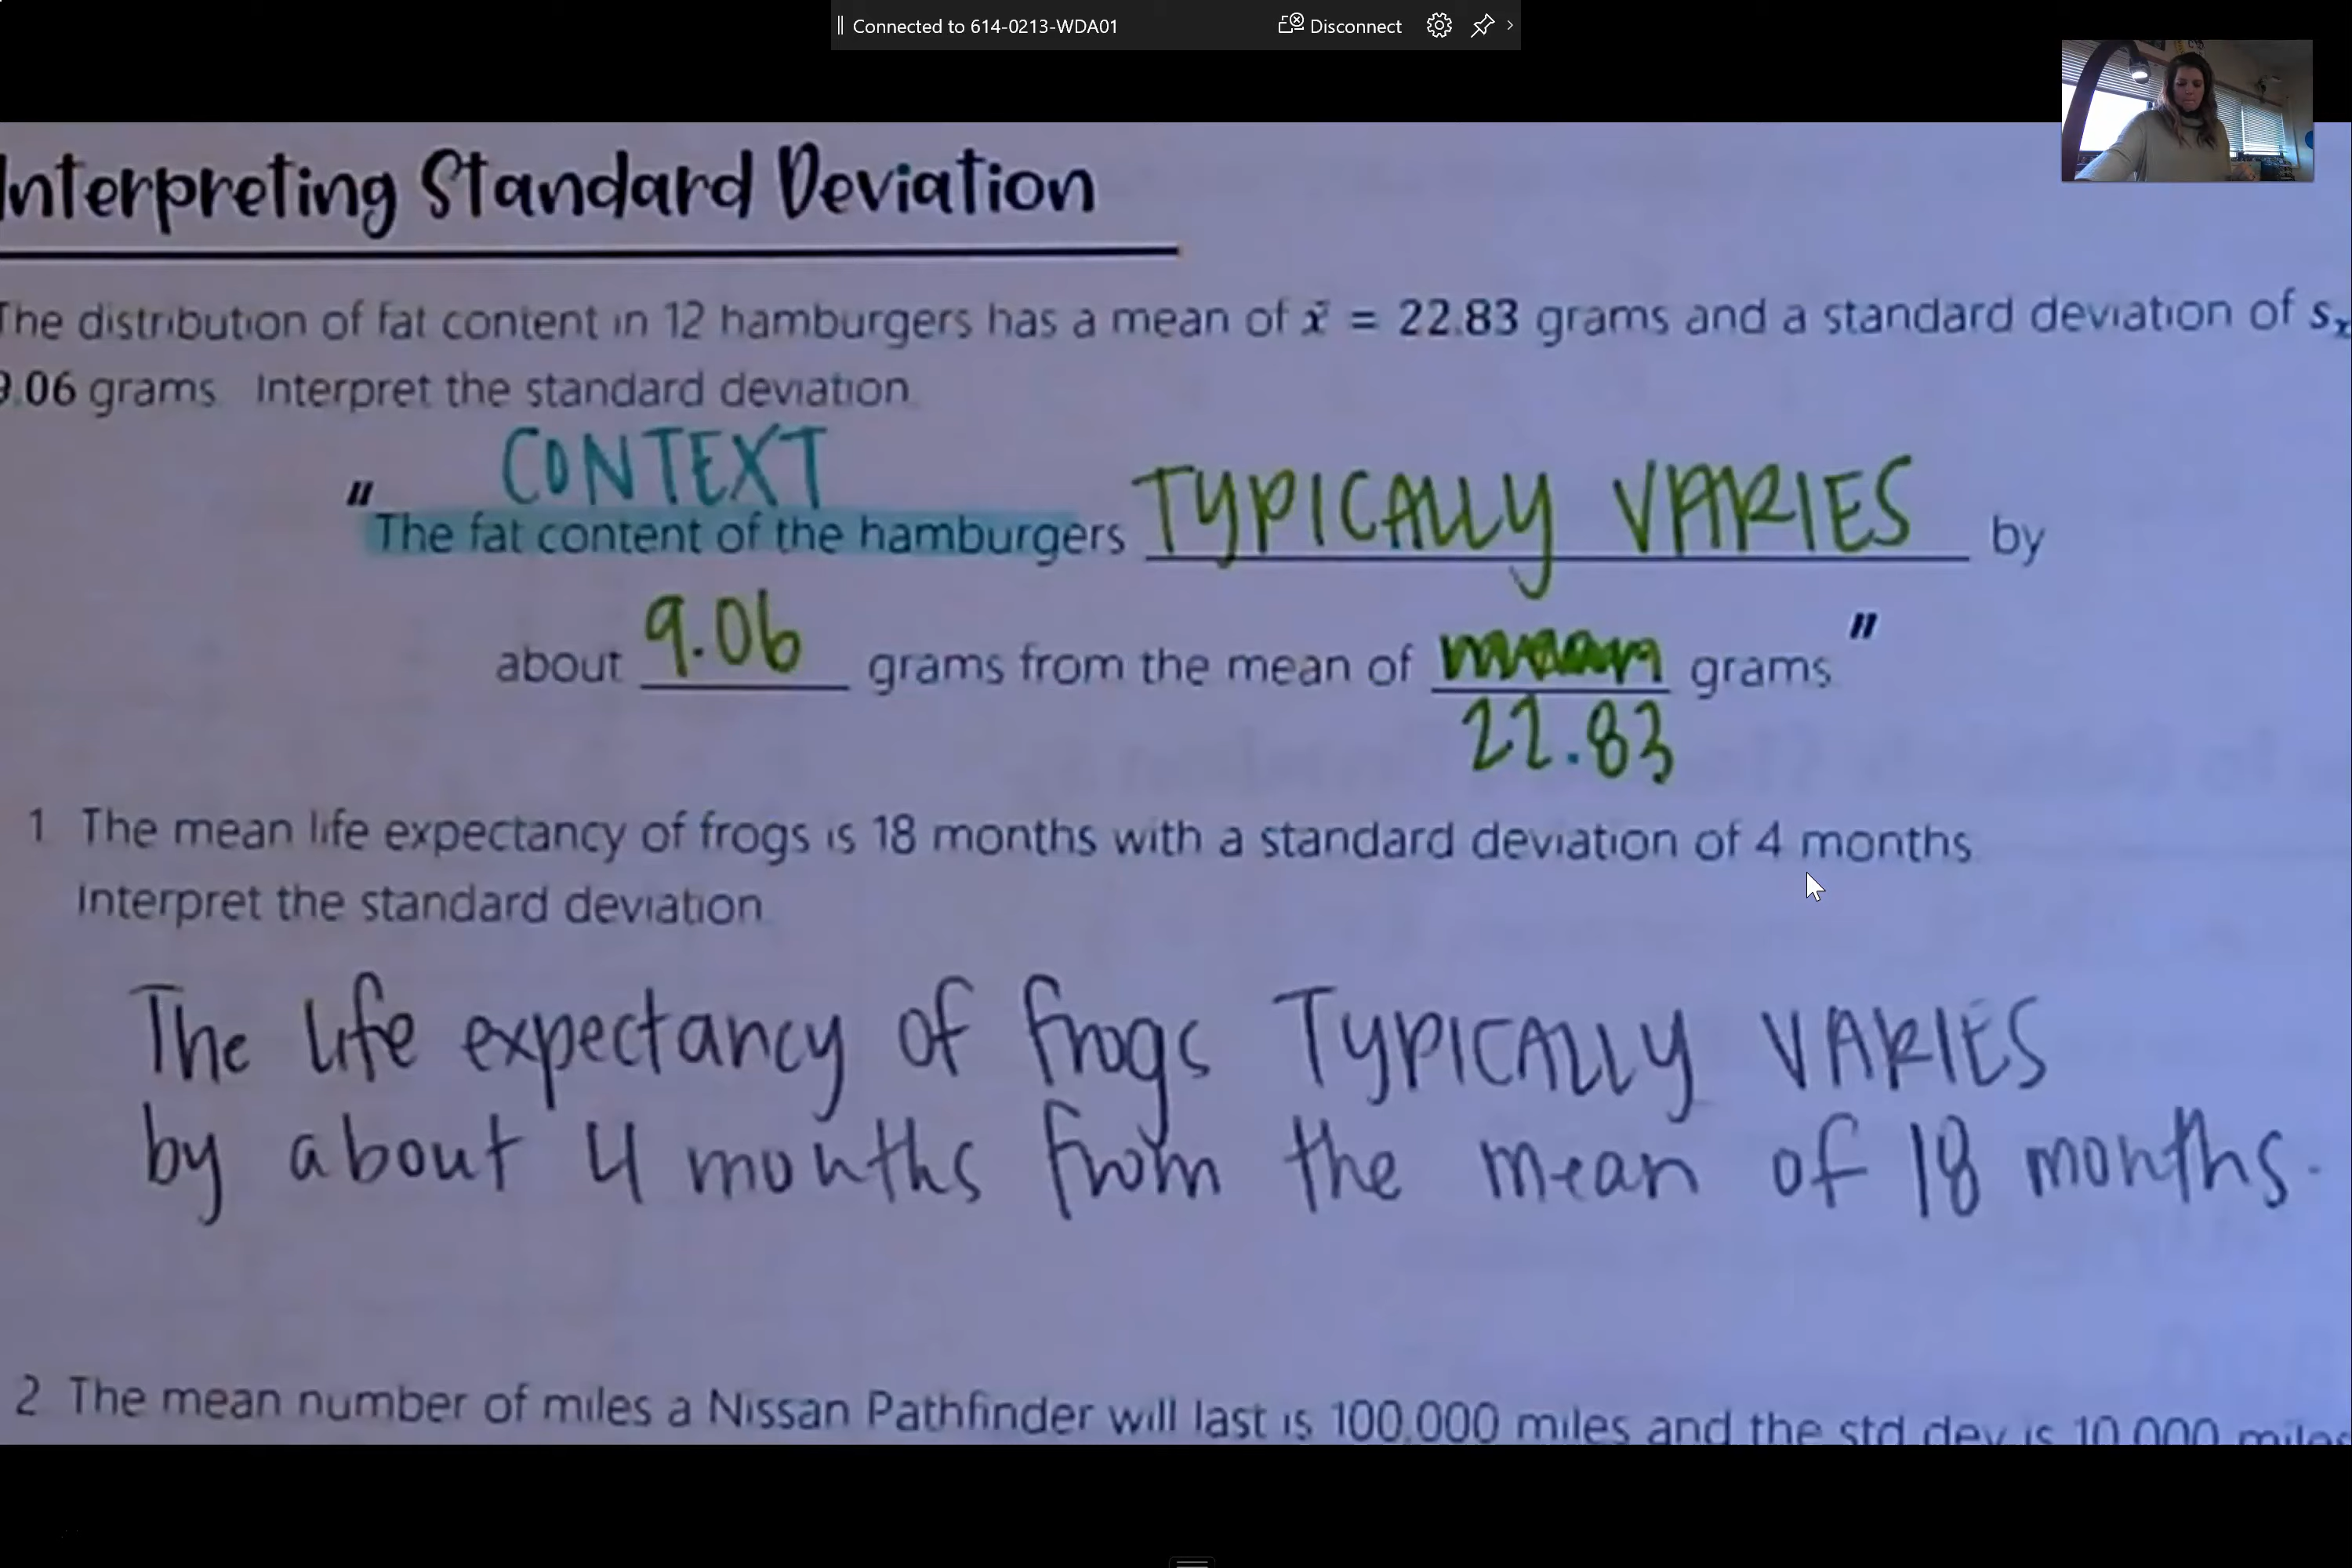 Connected to 614-0213-WDA01 Disconnect
Interpreting Standard Deviation
The distribution of fat content in 12 hamburgers has a mean of x̄ = 22.83 grams and a standard deviation of sₓ
9.06 grams. Interpret the standard deviation.
CONTEXT
"The fat content of the hamburgers TYPICALLY VARIES by
about 9.06 grams from the mean of mean grams."
22.83
1 The mean life expectancy of frogs is 18 months with a standard deviation of 4 months.
Interpret the standard deviation.
The life expectancy of frogs TYPICALLY VARIES
by about 4 months from the mean of 18 months.
2 The mean number of miles a Nissan Pathfinder will last is 100,000 miles and the std dev is 10,000 miles